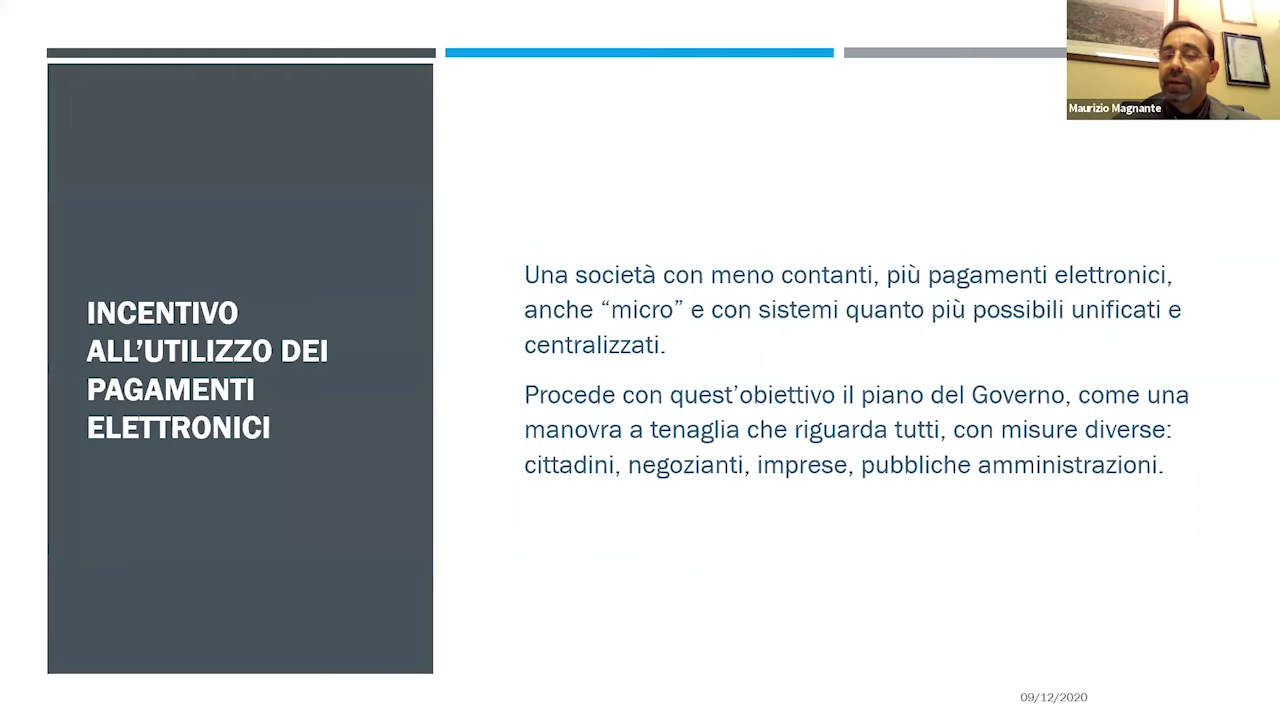 Maurizio Magnante
INCENTIVO
ALL’UTILIZZO DEI
PAGAMENTI
ELETTRONICI
Una società con meno contanti, più pagamenti elettronici,
anche “micro” e con sistemi quanto più possibili unificati e
centralizzati.
Procede con quest’obiettivo il piano del Governo, come una
manovra a tenaglia che riguarda tutti, con misure diverse:
cittadini, negozianti, imprese, pubbliche amministrazioni.
09/12/2020